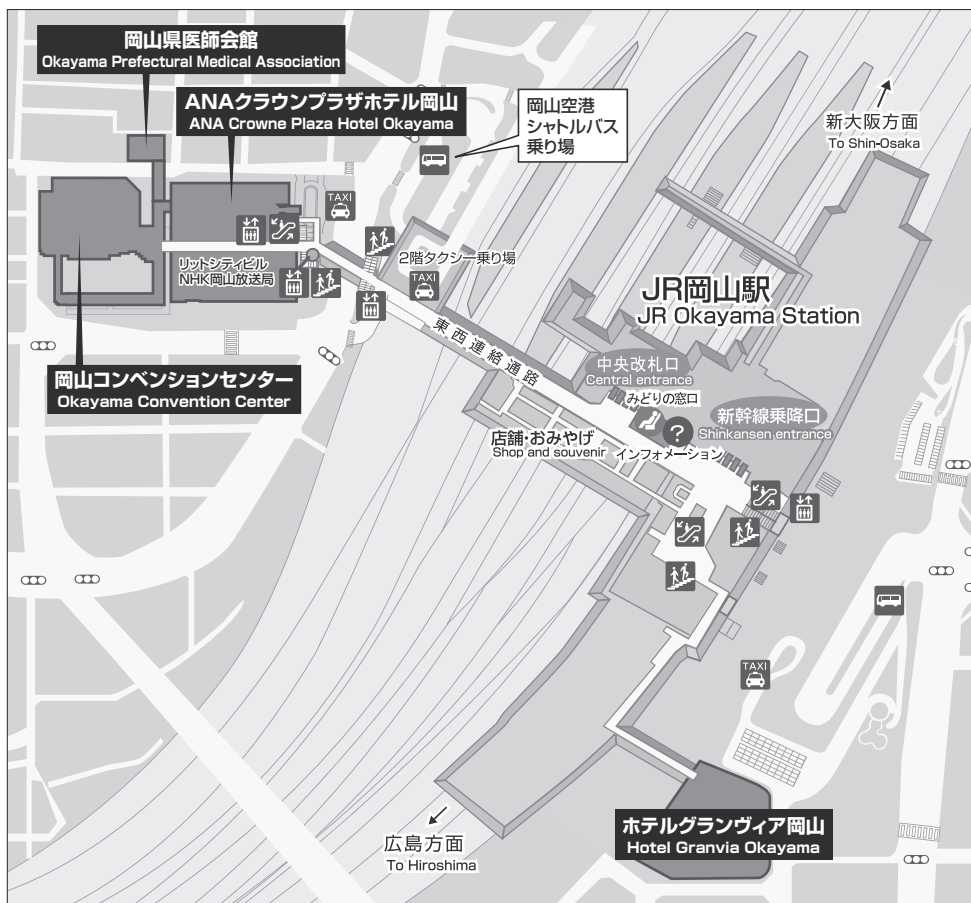 岡山県医師会館
Okayama Prefectural Medical Association
ANAクラウンプラザホテル岡山
ANA Crowne Plaza Hotel Okayama
岡山空港
シャトルバス
乗り場
新大阪方面
To Shin-Osaka
TAXI
2階タクシー乗り場
TAXI
リットシティビル
NHK岡山放送局
JR岡山駅
JR Okayama Station
東西連絡通路
中央改札口
Central entrance
みどりの窓口
岡山コンベンションセンター
Okayama Convention Center
新幹線乗降口
Shinkansen entrance
?
店舗・おみやげ
Shop and souvenir
インフォメーション
TAXI
ホテルグランヴィア岡山
Hotel Granvia Okayama
広島方面
To Hiroshima